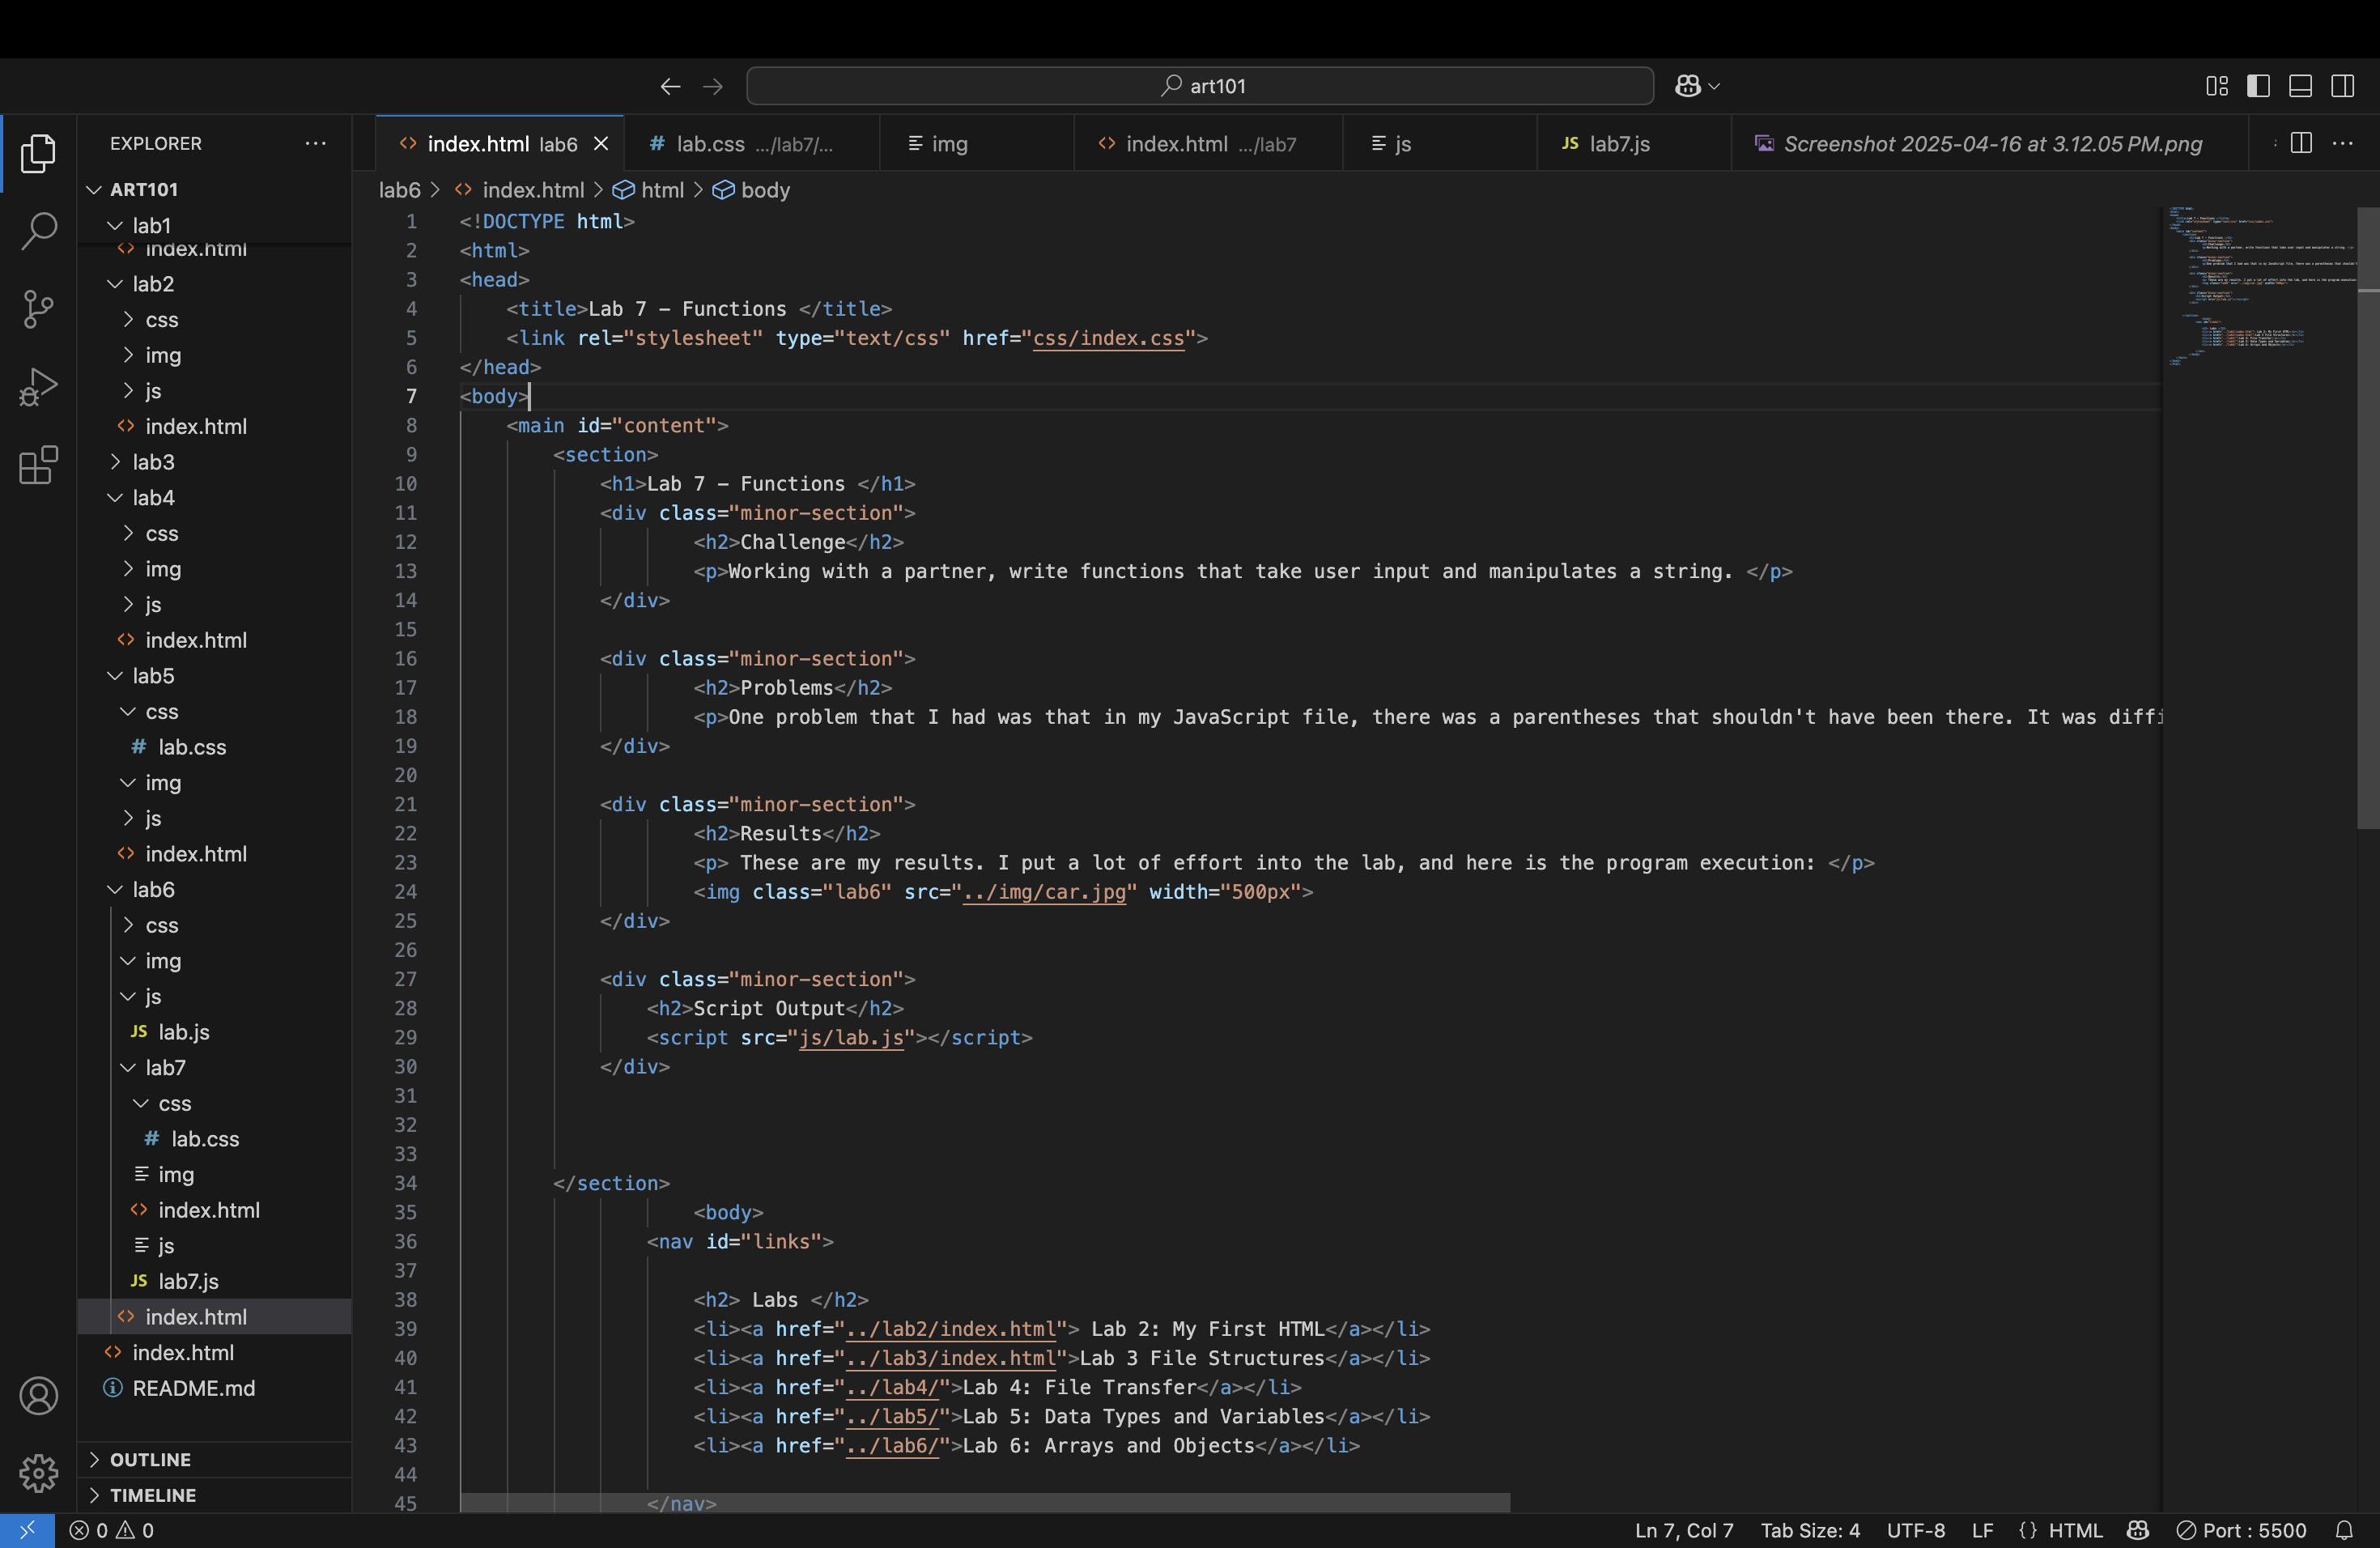 art101
EXPLORER
index.html lab6
lab.css .../lab7/...
img
index.html .../lab7
js
JS lab7.js
Screenshot 2025-04-16 at 3.12.05 PM.png
ART101
lab1
index.html
lab2
css
img
js
index.html
lab3
lab4
css
img
js
index.html
lab5
css
# lab.css
img
js
index.html
lab6
css
img
js
JS lab.js
lab7
css
# lab.css
img
index.html
js
JS lab7.js
index.html
index.html
README.md
OUTLINE
TIMELINE
lab6 > index.html > html > body
1 <!DOCTYPE html>
2 <html>
3 <head>
4 <title>Lab 7 – Functions </title>
5 <link rel="stylesheet" type="text/css" href="css/index.css">
6 </head>
7 <body>
8 <main id="content">
9 <section>
10 <h1>Lab 7 – Functions </h1>
11 <div class="minor-section">
12 <h2>Challenge</h2>
13 <p>Working with a partner, write functions that take user input and manipulates a string. </p>
14 </div>
15
16 <div class="minor-section">
17 <h2>Problems</h2>
18 <p>One problem that I had was that in my JavaScript file, there was a parentheses that shouldn't have been there. It was diffi
19 </div>
20
21 <div class="minor-section">
22 <h2>Results</h2>
23 <p> These are my results. I put a lot of effort into the lab, and here is the program execution: </p>
24 <img class="lab6" src="../img/car.jpg" width="500px">
25 </div>
26
27 <div class="minor-section">
28 <h2>Script Output</h2>
29 <script src="js/lab.js"></script>
30 </div>
31
32
33
34 </section>
35 <body>
36 <nav id="links">
37
38 <h2> Labs </h2>
39 <li><a href="../lab2/index.html"> Lab 2: My First HTML</a></li>
40 <li><a href="../lab3/index.html">Lab 3 File Structures</a></li>
41 <li><a href="../lab4/">Lab 4: File Transfer</a></li>
42 <li><a href="../lab5/">Lab 5: Data Types and Variables</a></li>
43 <li><a href="../lab6/">Lab 6: Arrays and Objects</a></li>
44
45 </nav>
0 0
Ln 7, Col 7 Tab Size: 4 UTF-8 LF {} HTML Port : 5500